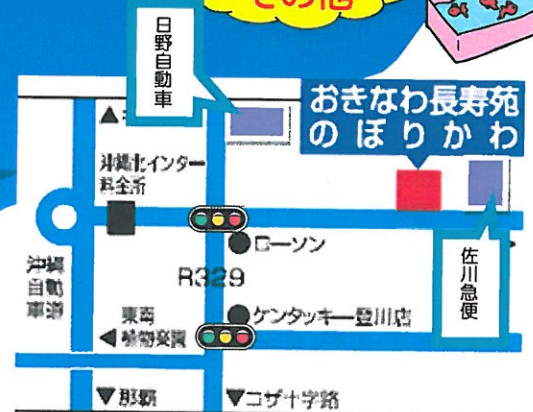 その他
日野自動車
おきなわ長寿苑
のぼりかわ
沖縄北インター
料金所
ローソン
沖縄
自動
車道
R329
佐川急便
東南
植物楽園
ケンタッキー登川店
▼那覇
▼コザ十字路